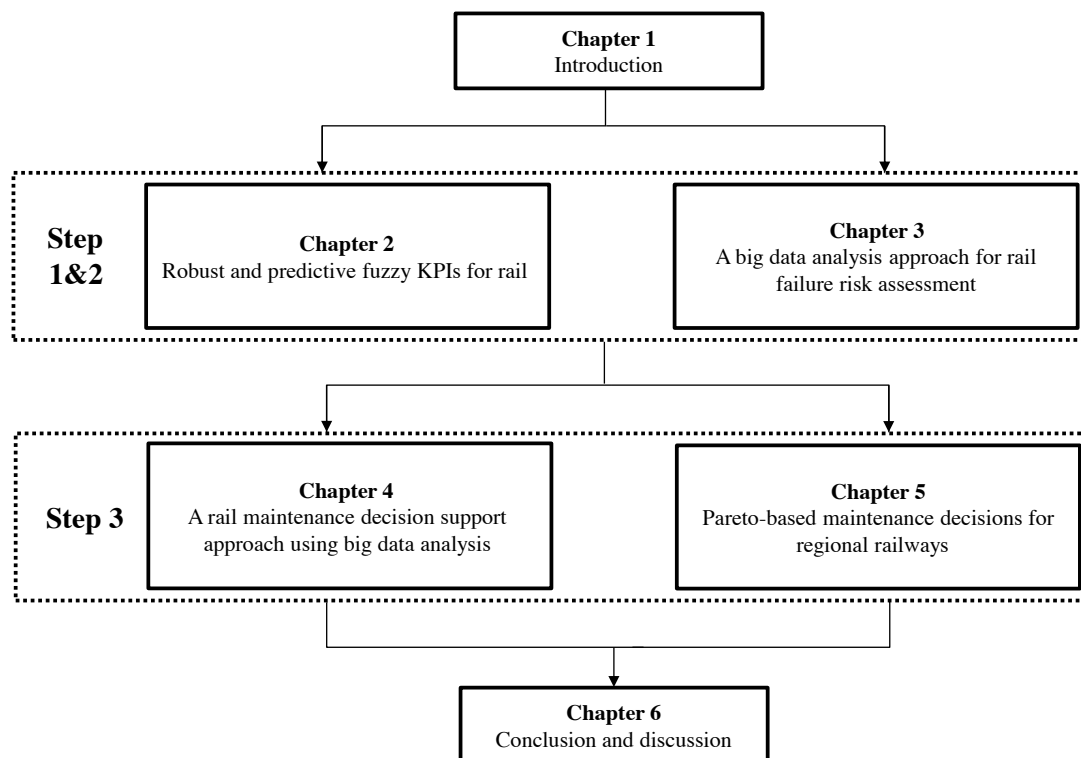 Chapter 1
Introduction
Step
1&2
Chapter 2
Robust and predictive fuzzy KPIs for rail
Chapter 3
A big data analysis approach for rail
failure risk assessment
Step 3
Chapter 4
A rail maintenance decision support
approach using big data analysis
Chapter 5
Pareto-based maintenance decisions for
regional railways
Chapter 6
Conclusion and discussion